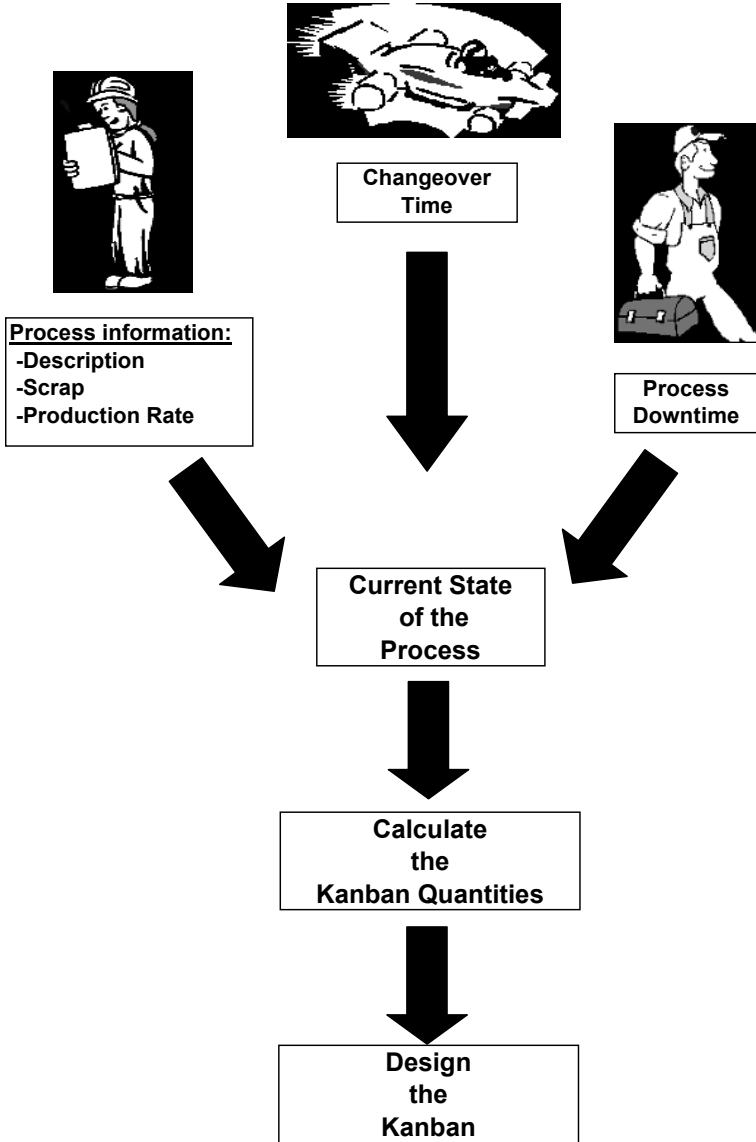 Changeover
Time
Process information:
-Description
-Scrap
-Production Rate
Process
Downtime
Current State
of the
Process
Calculate
the
Kanban Quantities
Design
the
Kanban